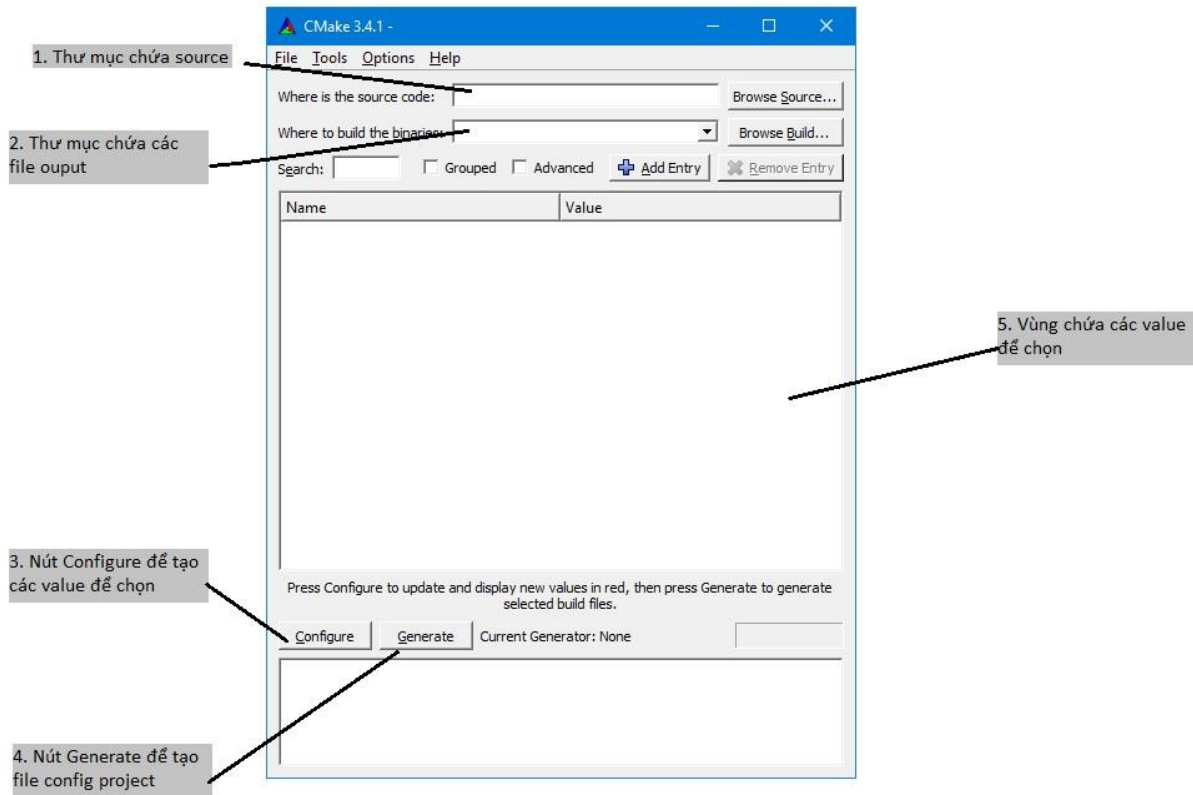 CMake 3.4.1 -
1. Thư mục chứa source
File Tools Options Help
Where is the source code:
Browse Source...
2. Thư mục chứa các
file ouput
Where to build the binaries:
Browse Build...
Search:
Grouped
Advanced
Add Entry
Remove Entry
Name
Value
5. Vùng chứa các value
để chọn
3. Nút Configure để tạo
các value để chọn
Press Configure to update and display new values in red, then press Generate to generate
selected build files.
Configure
Generate
Current Generator: None
4. Nút Generate để tạo
file config project